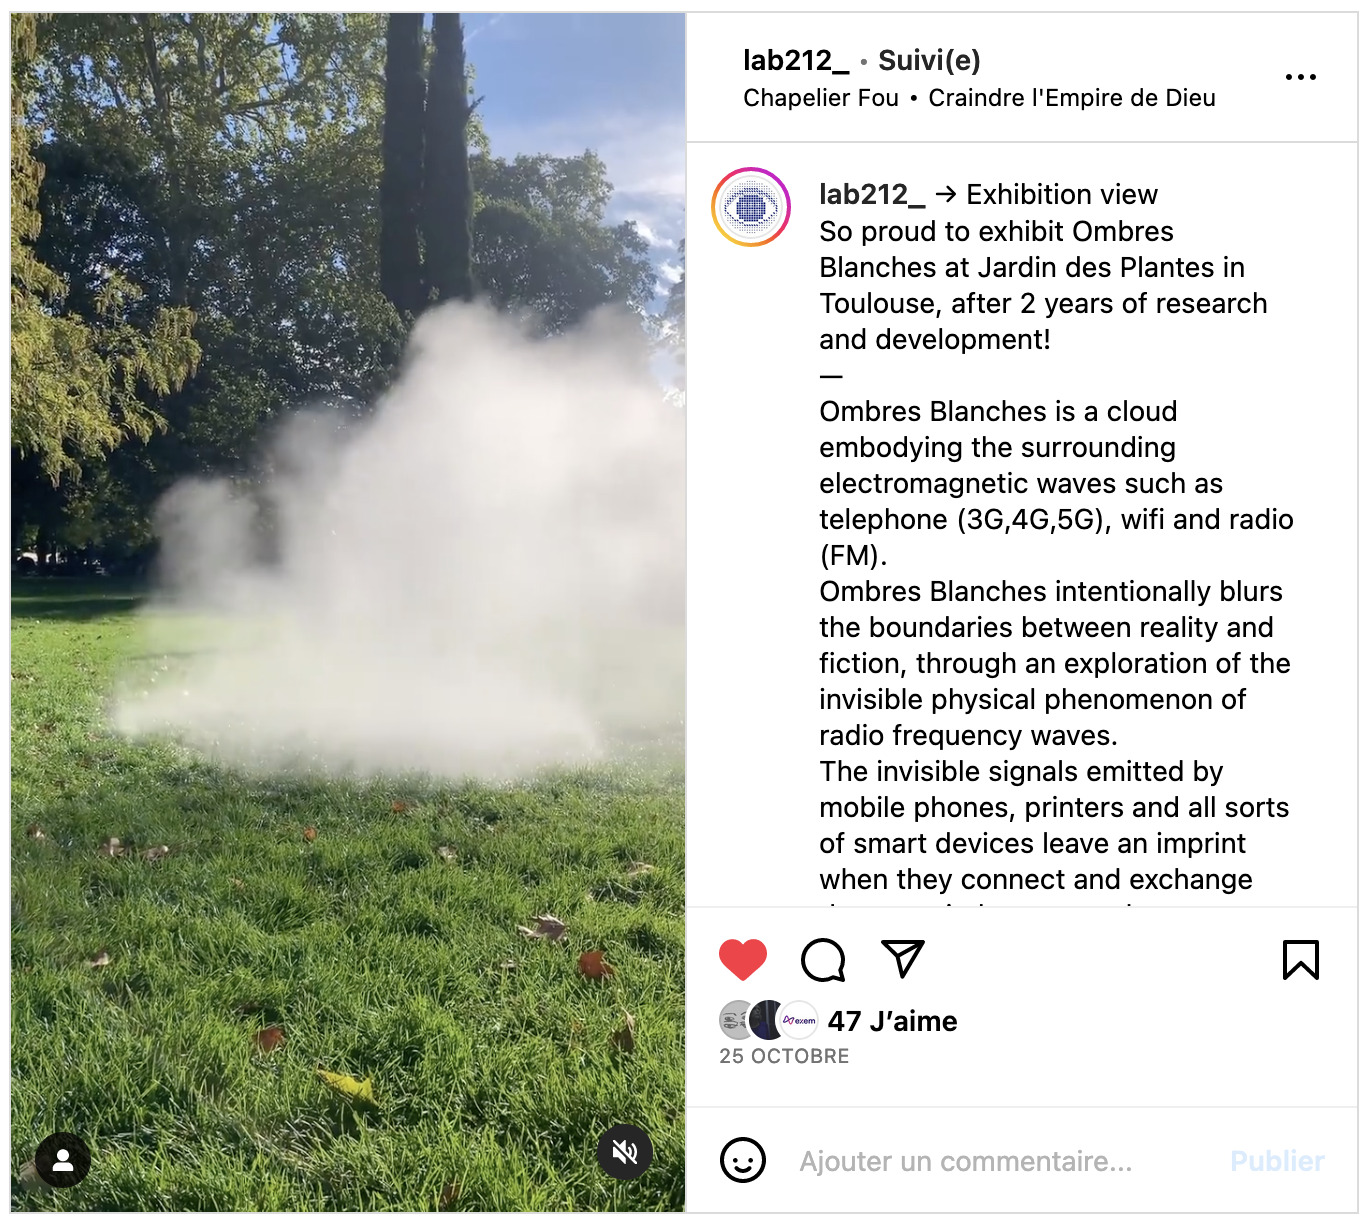 lab212_ • Suivi(e)
Chapelier Fou • Craindre l'Empire de Dieu
lab212_ → Exhibition view
So proud to exhibit Ombres
Blanches at Jardin des Plantes in
Toulouse, after 2 years of research
and development!
—
Ombres Blanches is a cloud
embodying the surrounding
electromagnetic waves such as
telephone (3G,4G,5G), wifi and radio
(FM).
Ombres Blanches intentionally blurs
the boundaries between reality and
fiction, through an exploration of the
invisible physical phenomenon of
radio frequency waves.
The invisible signals emitted by
mobile phones, printers and all sorts
of smart devices leave an imprint
when they connect and exchange
exem
47 J’aime
25 OCTOBRE
Ajouter un commentaire...
Publier